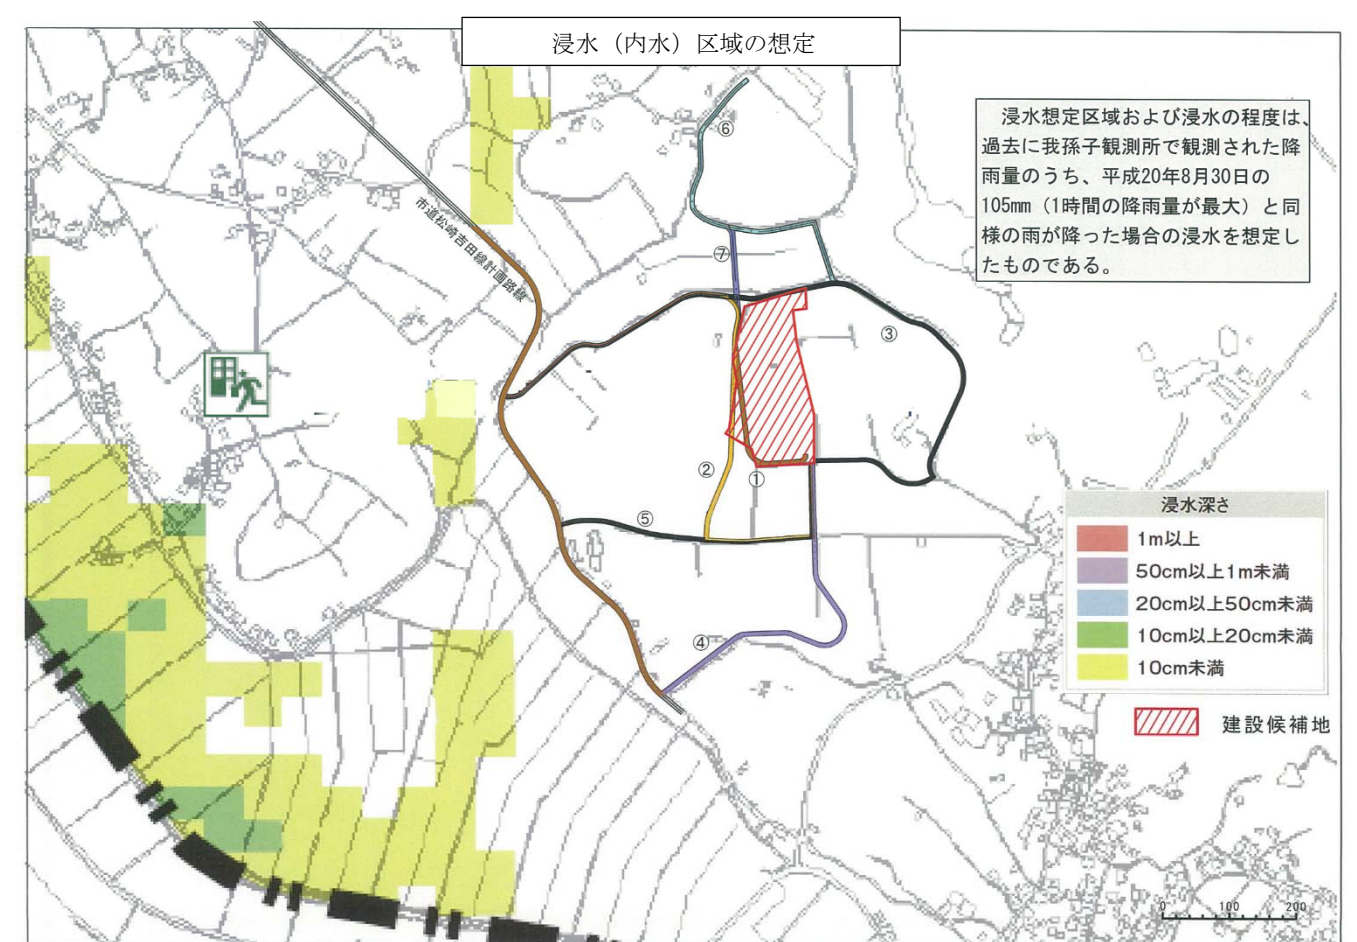 浸水（内水）区域の想定
　浸水想定区域および浸水の程度は、
過去に我孫子観測所で観測された降
雨量のうち、平成20年8月30日の
105mm（1時間の降雨量が最大）と同
様の雨が降った場合の浸水を想定し
たものである。
⑥
市道松崎吉田線計画路線
⑦
③
②
①
⑤
④
浸水深さ
1m以上
50cm以上1m未満
20cm以上50cm未満
10cm以上20cm未満
10cm未満
建設候補地
0 100 200